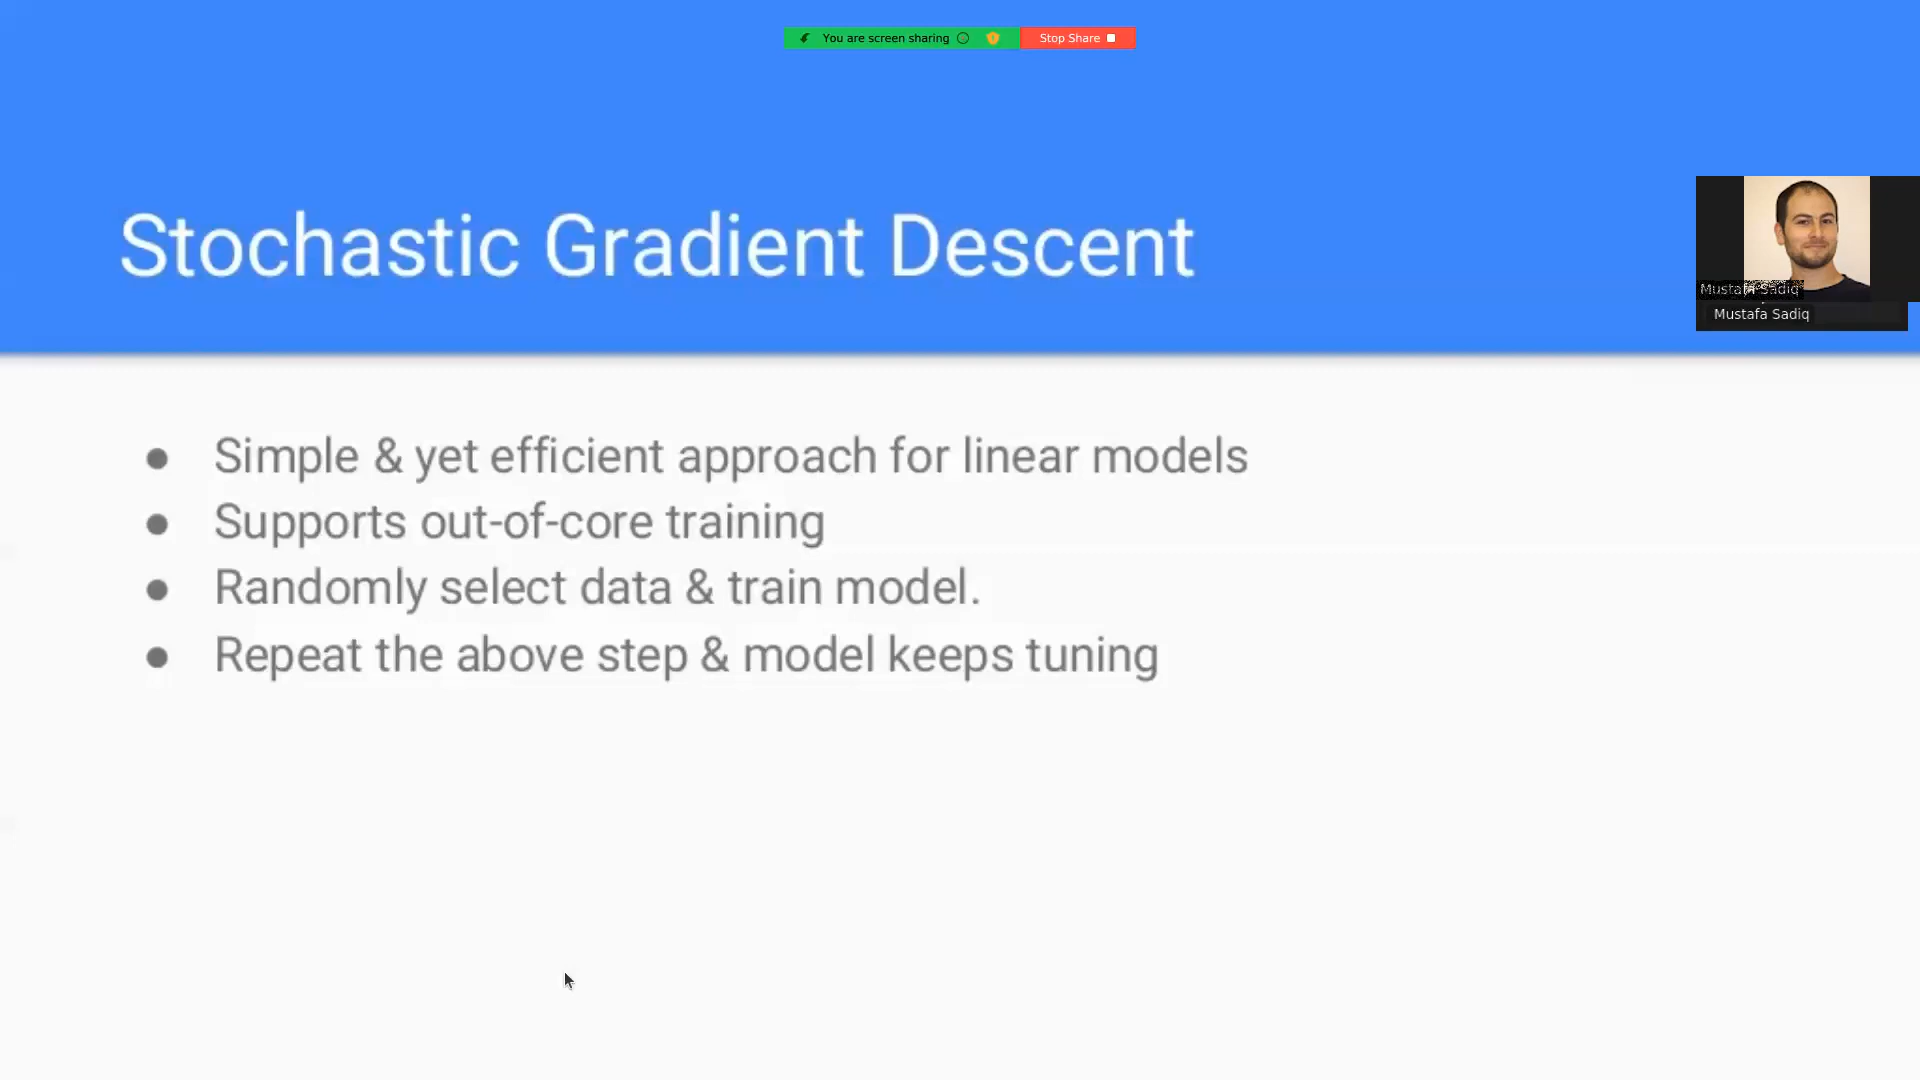 You are screen sharing
Stop Share
Stochastic Gradient Descent
Mustafa Sadiq
Mustafa Sadiq
● Simple & yet efficient approach for linear models
● Supports out-of-core training
● Randomly select data & train model.
● Repeat the above step & model keeps tuning